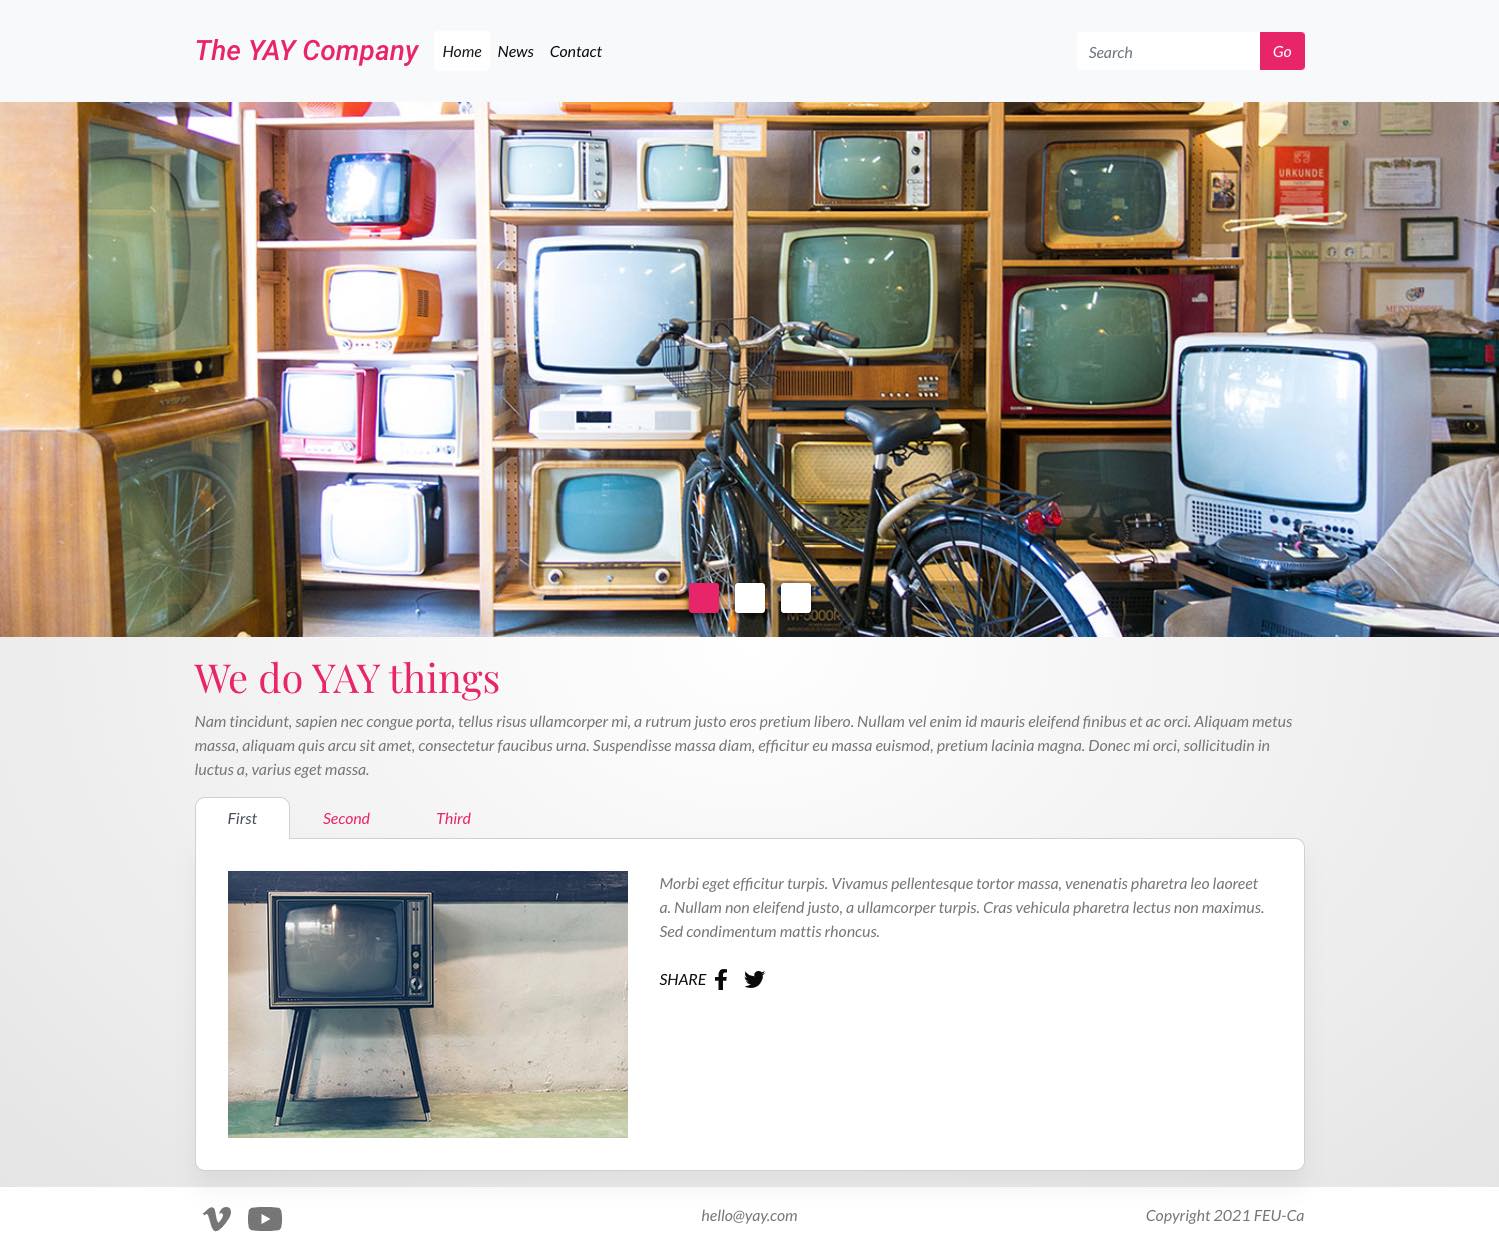 The YAY Company
Home News Contact
Search Go
URKUNDE
We do YAY things
Nam tincidunt, sapien nec congue porta, tellus risus ullamcorper mi, a rutrum justo eros pretium libero. Nullam vel enim id mauris eleifend finibus et ac orci. Aliquam metus
massa, aliquam quis arcu sit amet, consectetur faucibus urna. Suspendisse massa diam, efficitur eu massa euismod, pretium lacinia magna. Donec mi orci, sollicitudin in
luctus a, varius eget massa.
First Second Third
Morbi eget efficitur turpis. Vivamus pellentesque tortor massa, venenatis pharetra leo laoreet
a. Nullam non eleifend justo, a ullamcorper turpis. Cras vehicula pharetra lectus non maximus.
Sed condimentum mattis rhoncus.
SHARE
hello@yay.com
Copyright 2021 FEU-Ca